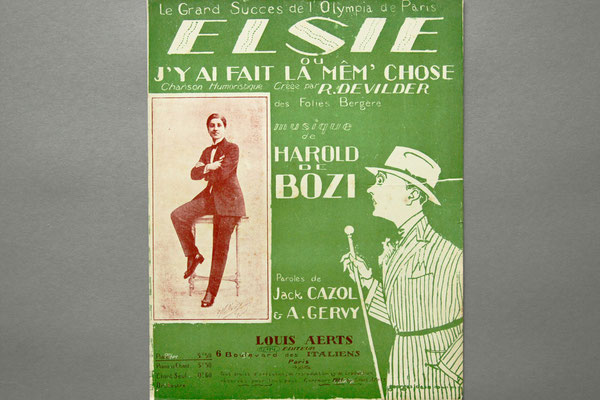 Le Grand Succes de l'Olympia de Paris
ELSIE
OU
J'Y AI FAIT LA MÊM' CHOSE
Chanson Humoristique Créée par R. DEVILDER
des Folies Bergère
musique
de
HAROLD
DE
BOZI
Paroles de
Jack CAZOL
& A. GERVY
LOUIS AERTS
EDITEUR
6 Boulevard des ITALIENS
Paris